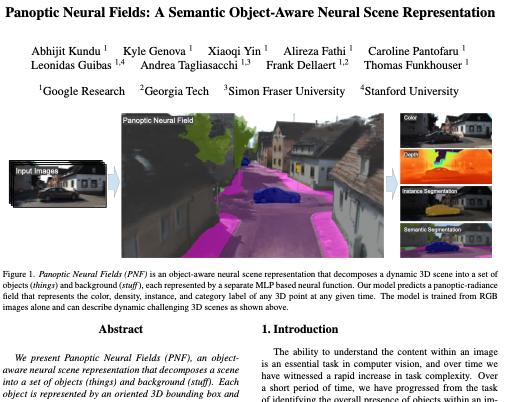 Panoptic Neural Fields: A Semantic Object-Aware Neural Scene Representation
Abhijit Kundu 1 Kyle Genova 1 Xiaoqi Yin 1 Alireza Fathi 1 Caroline Pantofaru 1
Leonidas Guibas 1,4 Andrea Tagliasacchi 1,3 Frank Dellaert 1,2 Thomas Funkhouser 1
1Google Research 2Georgia Tech 3Simon Fraser University 4Stanford University
Input Images
Panoptic Neural Field
Color
Depth
Instance Segmentation
Semantic Segmentation
Figure 1. Panoptic Neural Fields (PNF) is an object-aware neural scene representation that decomposes a dynamic 3D scene into a set of
objects (things) and background (stuff), each represented by a separate MLP based neural function. Our model predicts a panoptic-radiance
field that represents the color, density, instance, and category label of any 3D point at any given time. The model is trained from RGB
images alone and can describe dynamic challenging 3D scenes as shown above.
Abstract
We present Panoptic Neural Fields (PNF), an object-
aware neural scene representation that decomposes a scene
into a set of objects (things) and background (stuff). Each
object is represented by an oriented 3D bounding box and
1. Introduction
The ability to understand the content within an image
is an essential task in computer vision, and over time we
have witnessed a rapid increase in task complexity. Over
a short period of time, we have progressed from the task
of identifying the overall presence of objects within an im-